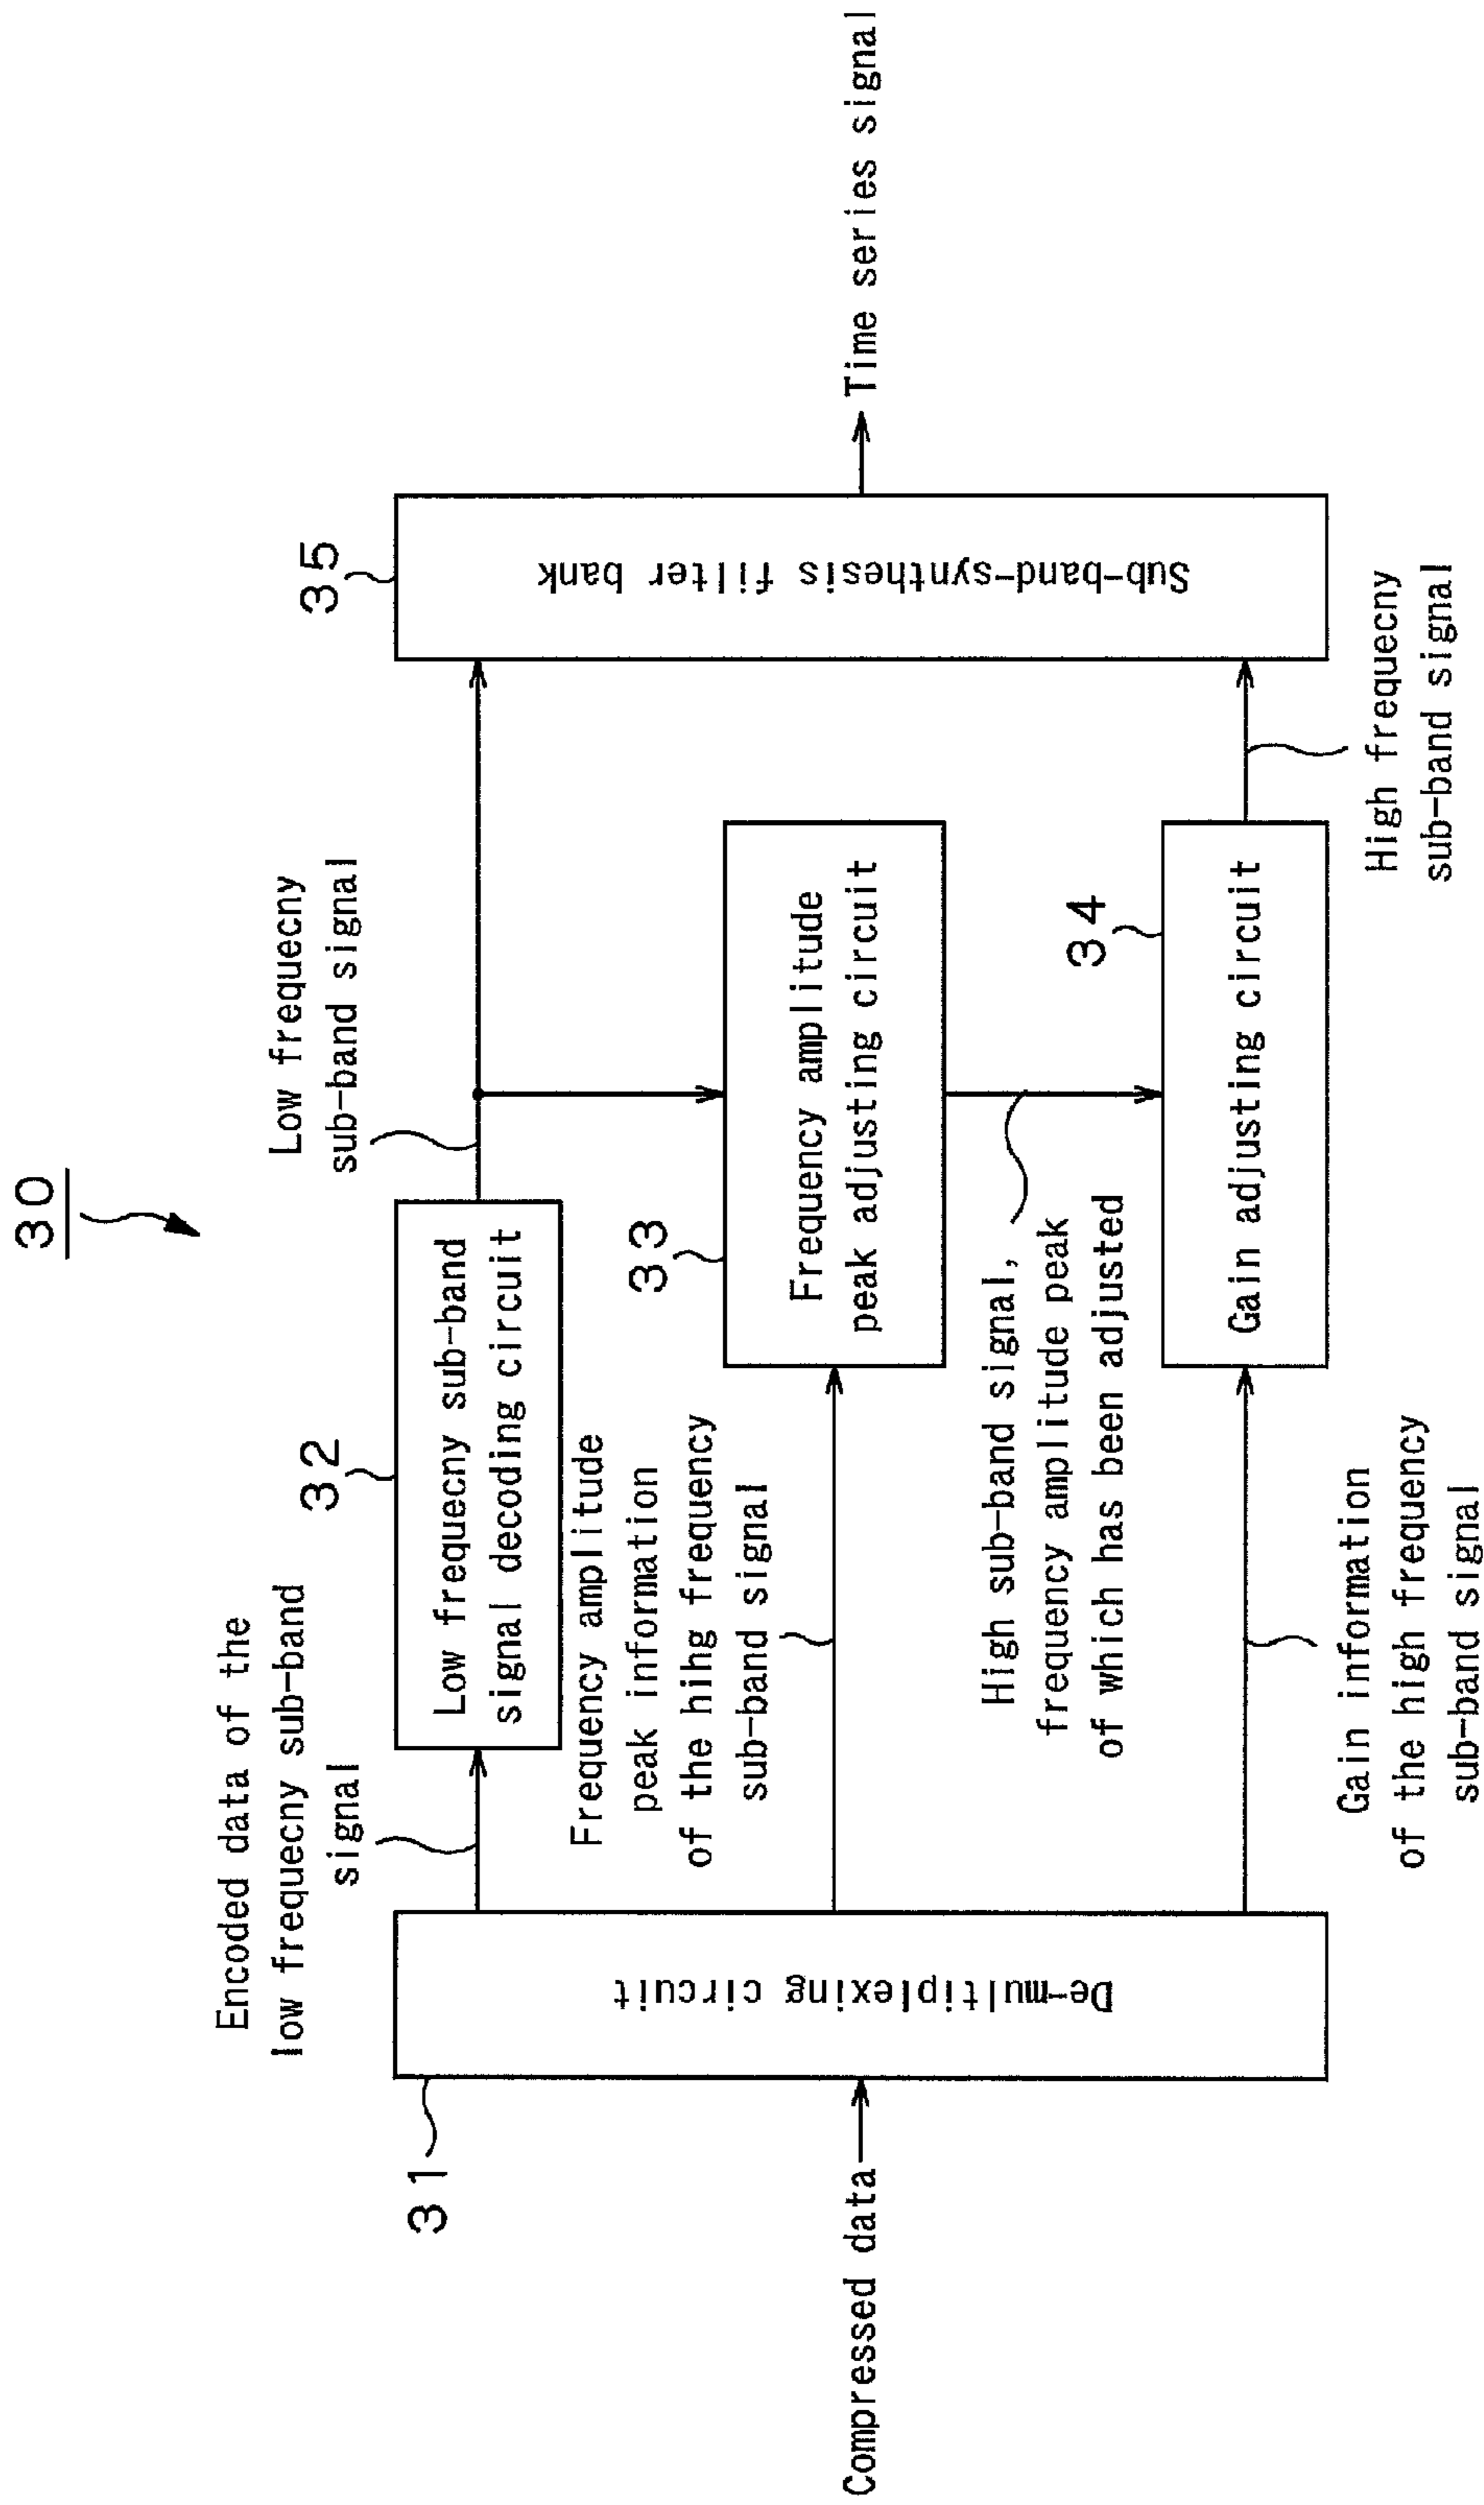 30
Compressed data
31
De-multiplexing circuit
Encoded data of the
low frequecny sub-band
signal
32
Low frequecny sub-band
signal decoding circuit
Low frequecny
sub-band signal
Frequency amplitude
peak information
of the hihg frequency
sub-band signal
33
Frequency amplitude
peak adjusting circuit
High sub-band signal,
frequency amplitude peak
of which has been adjusted
Gain information
of the high frequency
sub-band signal
34
Gain adjusting circuit
High frequecny
sub-band signal
35
Sub-band-synthesis filter bank
Time series signal